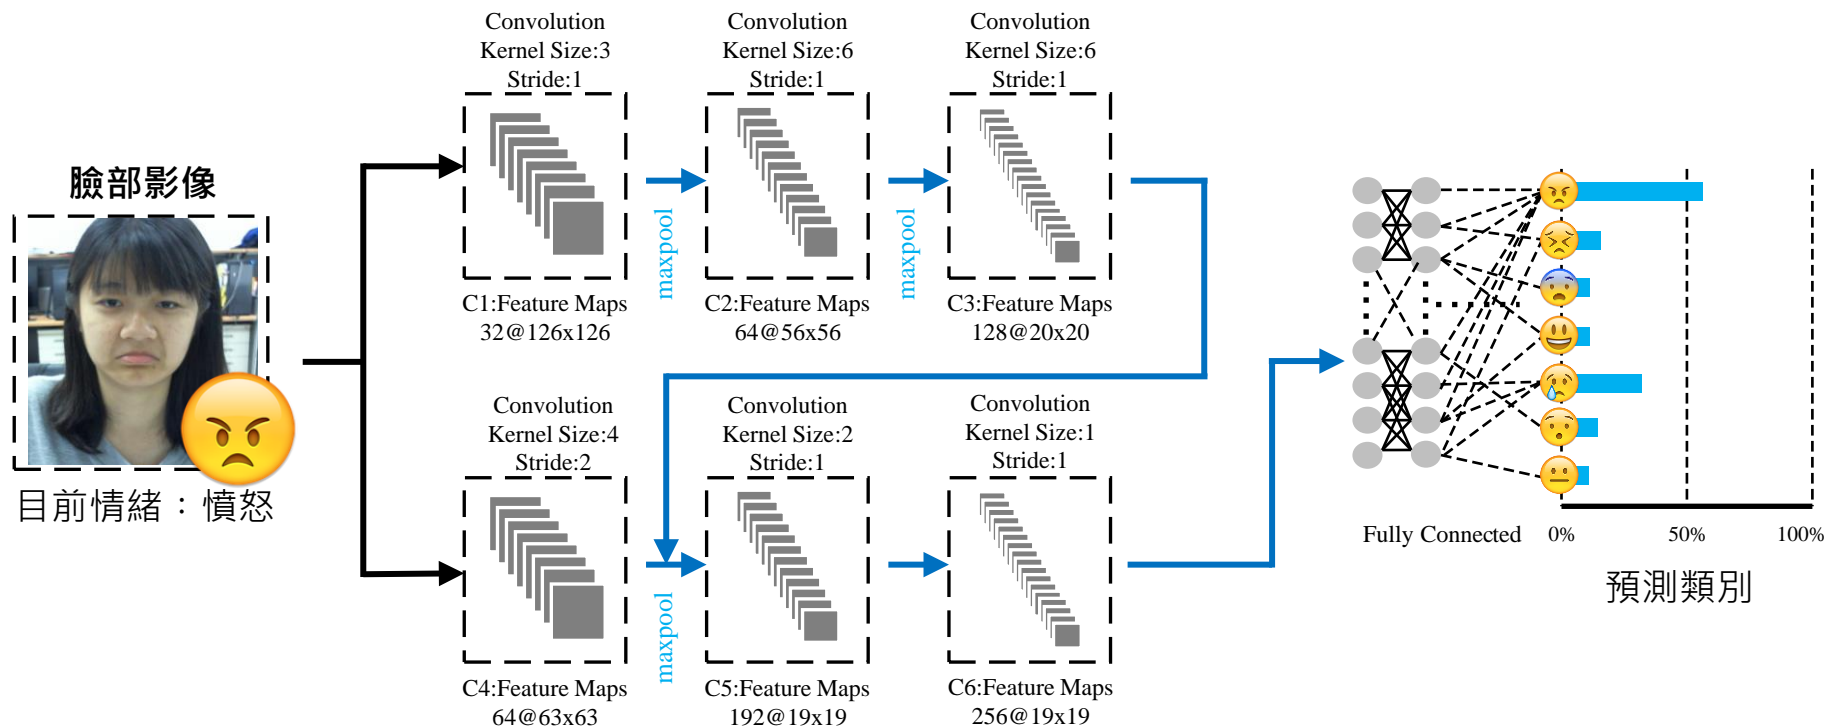 臉部影像
目前情緒：憤怒
Convolution
Kernel Size:3
Stride:1
C1:Feature Maps
32@126x126
maxpool
Convolution
Kernel Size:6
Stride:1
C2:Feature Maps
64@56x56
maxpool
Convolution
Kernel Size:6
Stride:1
C3:Feature Maps
128@20x20
Convolution
Kernel Size:4
Stride:2
C4:Feature Maps
64@63x63
maxpool
Convolution
Kernel Size:2
Stride:1
C5:Feature Maps
192@19x19
Convolution
Kernel Size:1
Stride:1
C6:Feature Maps
256@19x19
Fully Connected
0%
50%
100%
預測類別